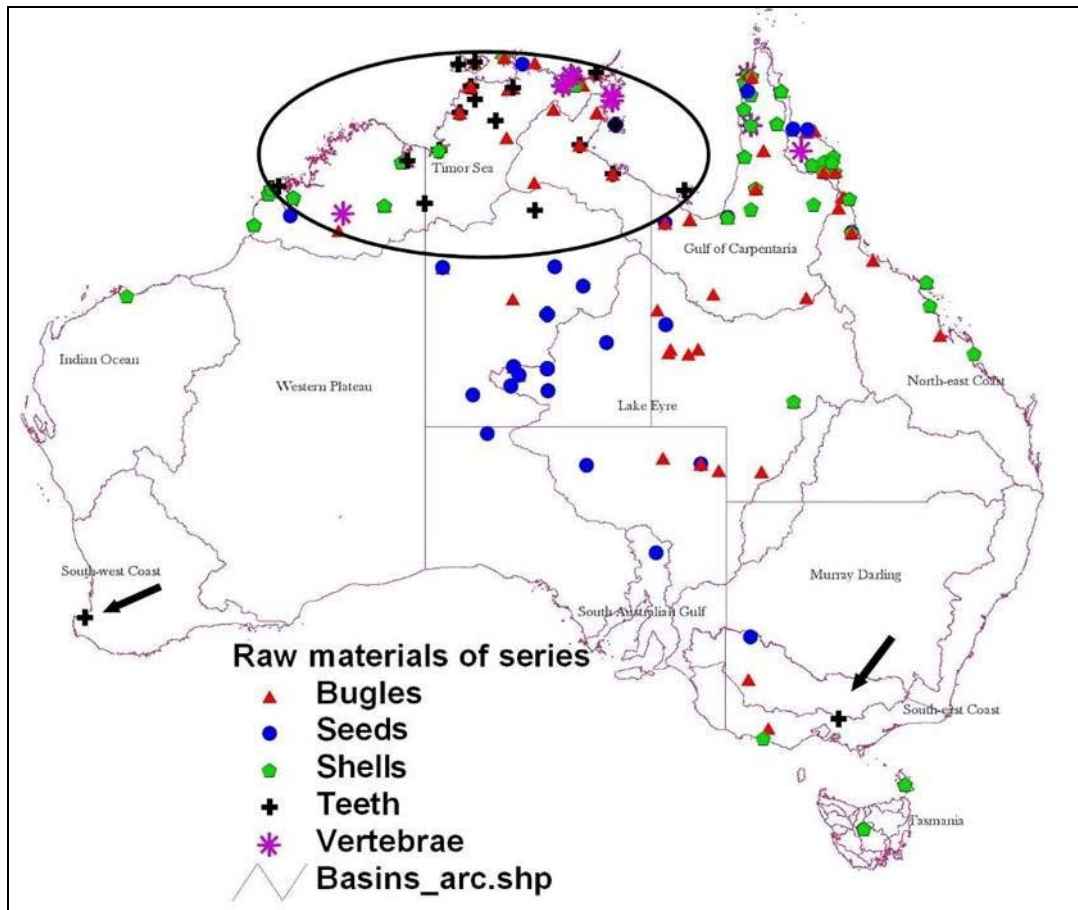 Timor Sea
Gulf of Carpentaria
Indian Ocean
Western Plateau
Lake Eyre
North-east Coast
South-west Coast
Murray Darling
South Australian Gulf
South-east Coast
Tasmania
Raw materials of series
Bugles
Seeds
Shells
Teeth
Vertebrae
Basins_arc.shp